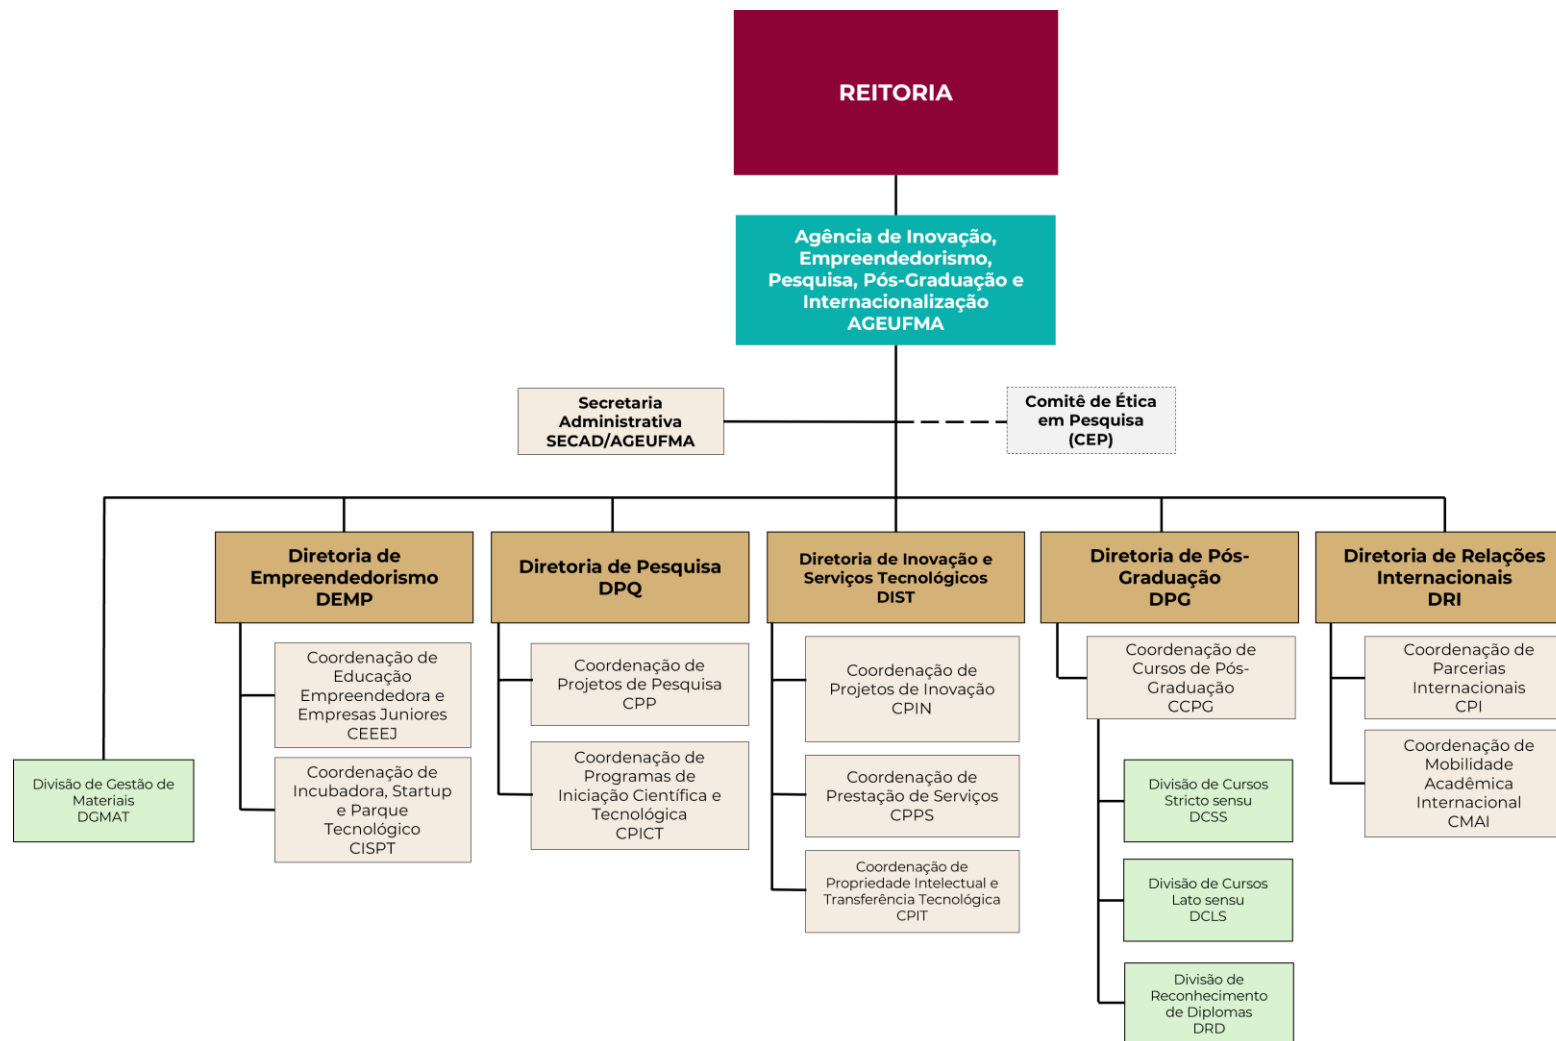 REITORIA
Agência de Inovação,
Empreendedorismo,
Pesquisa, Pós-Graduação e
Internacionalização
AGEUFMA
Secretaria
Administrativa
SECAD/AGEUFMA
Comitê de Ética
em Pesquisa
(CEP)
Diretoria de
Empreendedorismo
DEMP
Diretoria de Pesquisa
DPQ
Diretoria de Inovação e
Serviços Tecnológicos
DIST
Diretoria de Pós-
Graduação
DPG
Diretoria de Relações
Internacionais
DRI
Divisão de Gestão de
Materiais
DGMAT
Coordenação de
Educação
Empreendedora e
Empresas Juniores
CEEEJ
Coordenação de
Incubadora, Startup
e Parque
Tecnológico
CISPT
Coordenação de
Projetos de Pesquisa
CPP
Coordenação de
Programas de
Iniciação Científica e
Tecnológica
CPICT
Coordenação de
Projetos de Inovação
CPIN
Coordenação de
Prestação de Serviços
CPPS
Coordenação de
Propriedade Intelectual e
Transferência Tecnológica
CPIT
Coordenação de
Cursos de Pós-
Graduação
CCPG
Divisão de Cursos
Stricto sensu
DCSS
Divisão de Cursos
Lato sensu
DCLS
Divisão de
Reconhecimento
de Diplomas
DRD
Coordenação de
Parcerias
Internacionais
CPI
Coordenação de
Mobilidade
Acadêmica
Internacional
CMAI